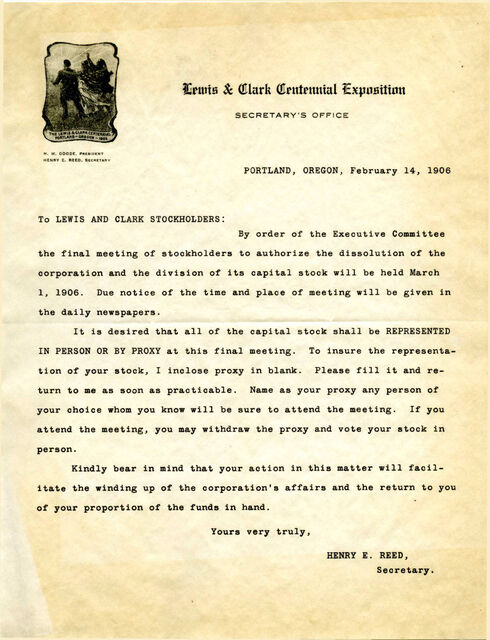 Lewis & Clark Centennial Exposition
SECRETARY'S OFFICE
THE LEWIS & CLARK CENTENNIAL
PORTLAND - OREGON - 1905
H. W. GOODE, PRESIDENT
HENRY E. REED, SECRETARY
PORTLAND, OREGON, February 14, 1906
To LEWIS AND CLARK STOCKHOLDERS:
By order of the Executive Committee
the final meeting of stockholders to authorize the dissolution of the
corporation and the division of its capital stock will be held March
1, 1906. Due notice of the time and place of meeting will be given in
the daily newspapers.
It is desired that all of the capital stock shall be REPRESENTED
IN PERSON OR BY PROXY at this final meeting. To insure the representa-
tion of your stock, I inclose proxy in blank. Please fill it and re-
turn to me as soon as practicable. Name as your proxy any person of
your choice whom you know will be sure to attend the meeting. If you
attend the meeting, you may withdraw the proxy and vote your stock in
person.
Kindly bear in mind that your action in this matter will facil-
itate the winding up of the corporation's affairs and the return to you
of your proportion of the funds in hand.
Yours very truly,
HENRY E. REED,
Secretary.